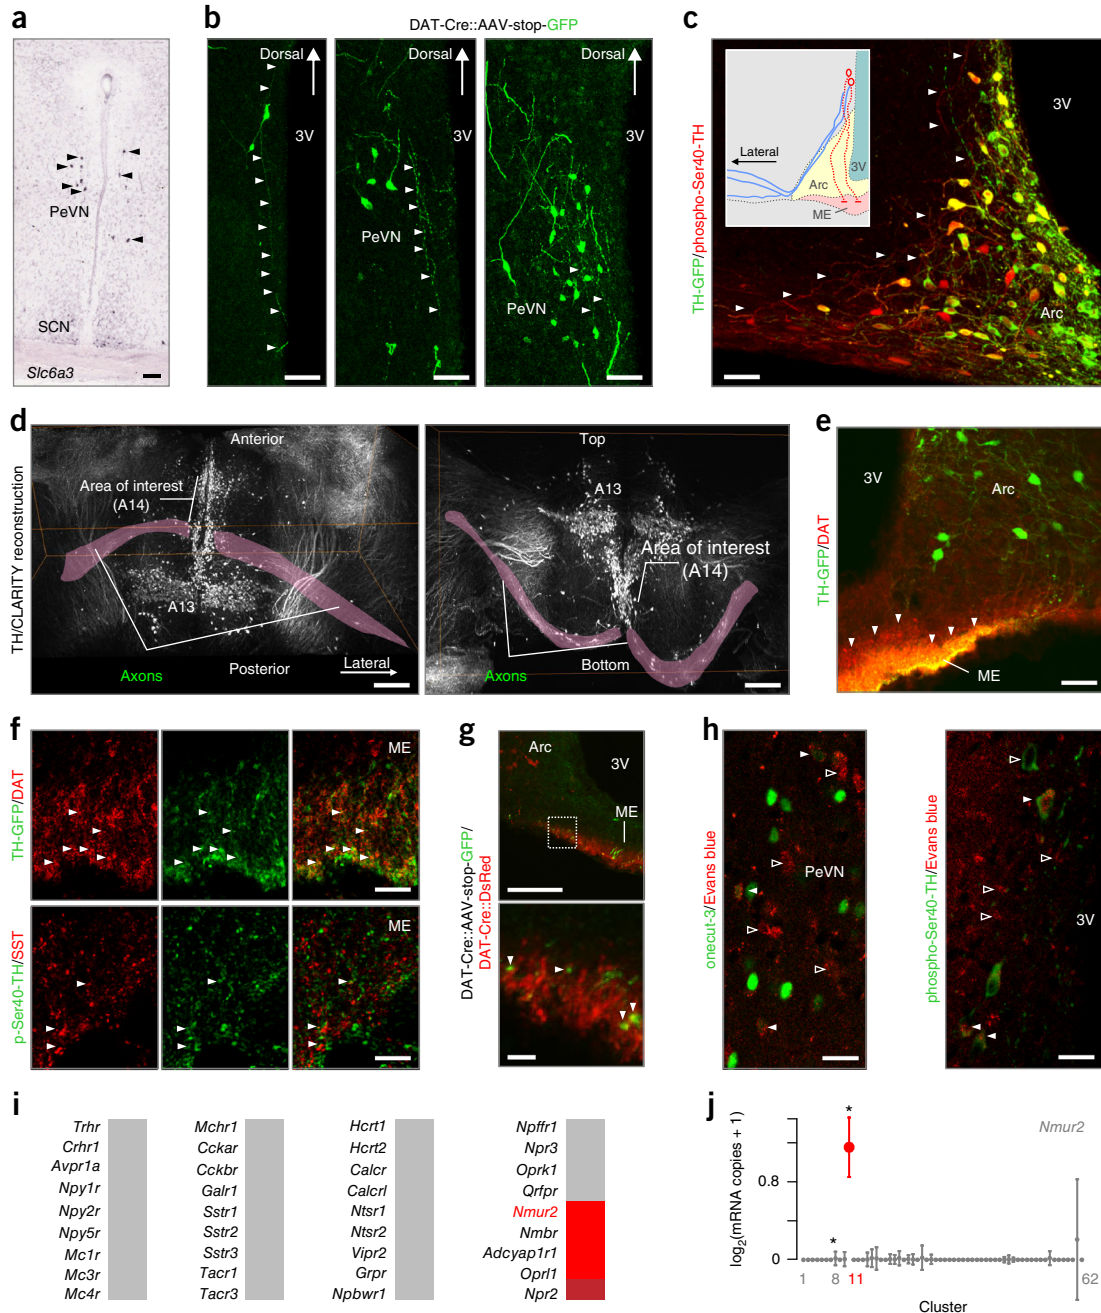 a
PeVN
SCN
Slc6a3
b
DAT-Cre::AAV-stop-GFP
Dorsal
3V
Dorsal
3V
PeVN
Dorsal
3V
PeVN
c
TH-GFP/phospho-Ser40-TH
Lateral
3V
Arc
ME
3V
Arc
d
TH/CLARITY reconstruction
Anterior
Area of interest
(A14)
A13
Posterior
Lateral
Axons
Top
A13
Area of interest
(A14)
Bottom
Axons
e
TH-GFP/DAT
3V
Arc
ME
f
TH-GFP/DAT
ME
p-Ser40-TH/SST
ME
g
DAT-Cre::AAV-stop-GFP/
DAT-Cre::DsRed
Arc
3V
ME
h
onecut-3/Evans blue
PeVN
phospho-Ser40-TH/Evans blue
3V
i
Trhr
Crhr1
Avpr1a
Npy1r
Npy2r
Npy5r
Mc1r
Mc3r
Mc4r
Mchr1
Cckar
Cckbr
Galr1
Sstr1
Sstr2
Sstr3
Tacr1
Tacr3
Hcrt1
Hcrt2
Calcr
Calcrl
Ntsr1
Ntsr2
Vipr2
Grpr
Npbwr1
Npffr1
Npr3
Oprk1
Qrfpr
Nmur2
Nmbr
Adcyap1r1
Oprl1
Npr2
j
log2(mRNA copies + 1)
0.8
0
*
*
Nmur2
1 8 11 62
Cluster